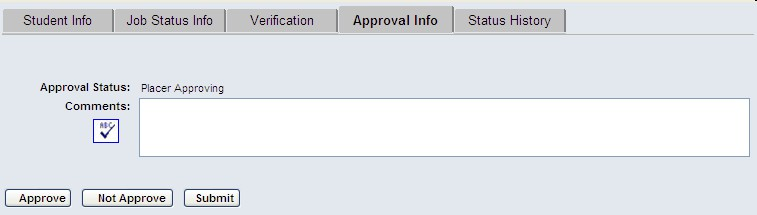 Student Info Job Status Info Verification Approval Info Status History
Approval Status: Placer Approving
Comments:
ABC
Approve Not Approve Submit